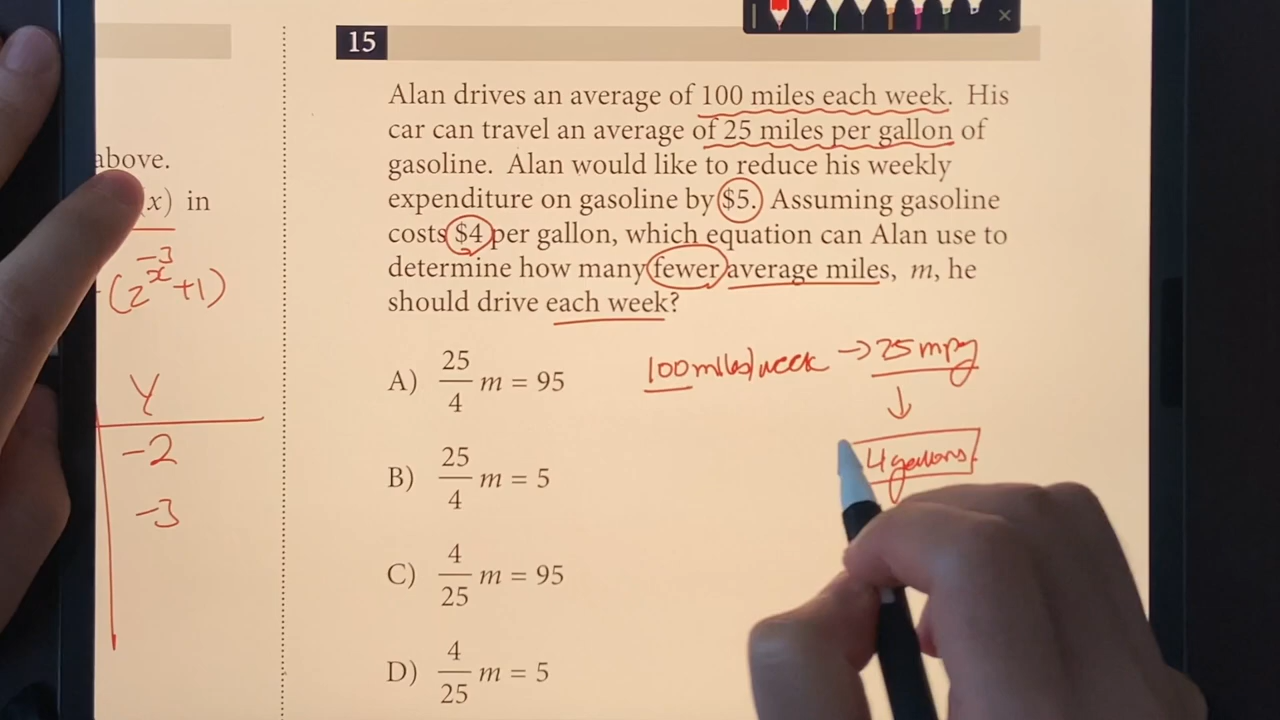 above.
(x) in
-3
-(2^x+1)
Y
-2
-3
15
Alan drives an average of 100 miles each week. His
car can travel an average of 25 miles per gallon of
gasoline. Alan would like to reduce his weekly
expenditure on gasoline by $5. Assuming gasoline
costs $4 per gallon, which equation can Alan use to
determine how many fewer average miles, m, he
should drive each week?
A) 25/4 m = 95
B) 25/4 m = 5
C) 4/25 m = 95
D) 4/25 m = 5
100 miles/week → 25 mpg
↓
4 gallons.